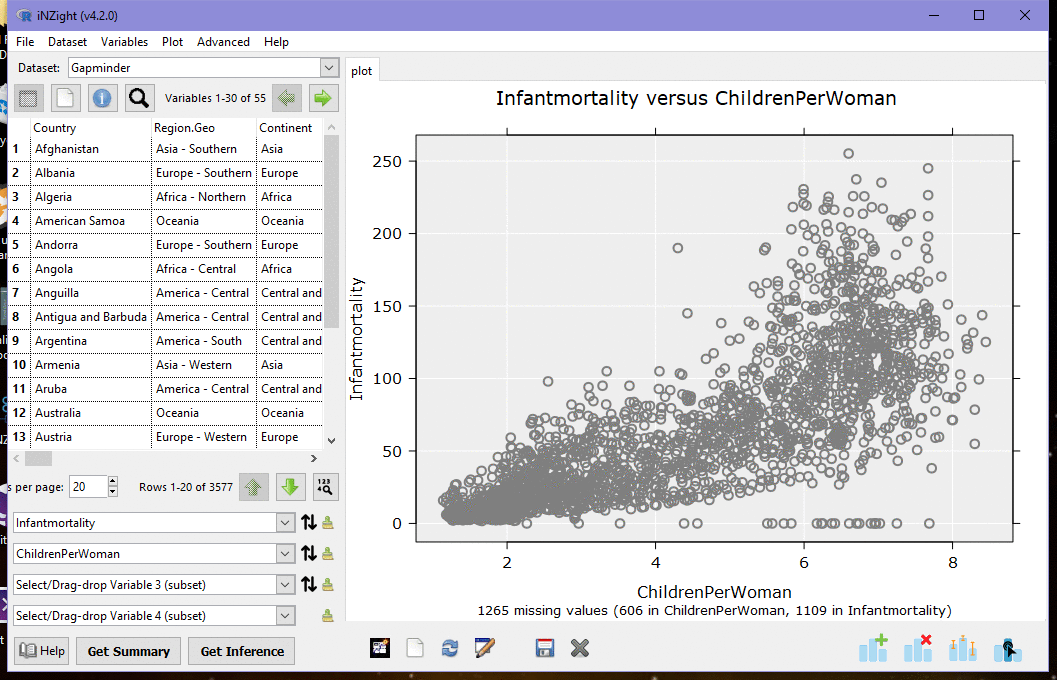 iNZight (v4.2.0)
File Dataset Variables Plot Advanced Help
Dataset: Gapminder
plot
Variables 1-30 of 55
Country Region.Geo Continent
1 Afghanistan Asia - Southern Asia
2 Albania Europe - Southern Europe
3 Algeria Africa - Northern Africa
4 American Samoa Oceania Oceania
5 Andorra Europe - Southern Europe
6 Angola Africa - Central Africa
7 Anguilla America - Central Central and
8 Antigua and Barbuda America - Central Central and
9 Argentina America - South Central and
10 Armenia Asia - Western Asia
11 Aruba America - Central Central and
12 Australia Oceania Oceania
13 Austria Europe - Western Europe
s per page: 20 Rows 1-20 of 3577
123
Infantmortality
ChildrenPerWoman
Select/Drag-drop Variable 3 (subset)
Select/Drag-drop Variable 4 (subset)
Help Get Summary Get Inference
Infantmortality versus ChildrenPerWoman
Infantmortality
250
200
150
100
50
0
2 4 6 8
ChildrenPerWoman
1265 missing values (606 in ChildrenPerWoman, 1109 in Infantmortality)